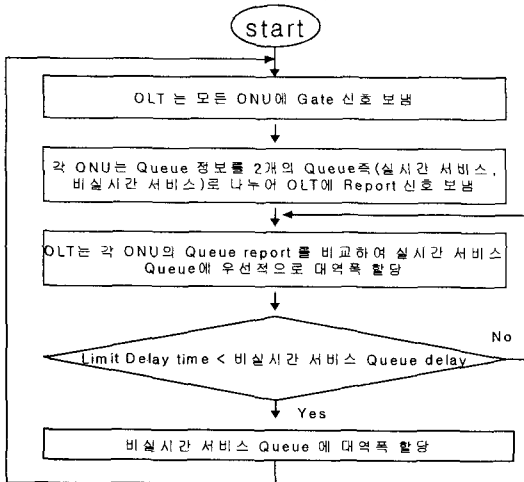 start
OLT 는 모든 ONU에 Gate 신호 보냄
각 ONU는 Queue 정보를 2개의 Queue즉(실시간 서비스,
비실시간 서비스)로 나누어 OLT에 Report 신호 보냄
OLT는 각 ONU의 Queue report 를 비교하여 실시간 서비스
Queue에 우선적으로 대역폭 할당
Limit Delay time < 비실시간 서비스 Queue delay
No
Yes
비실시간 서비스 Queue 에 대역폭 할당